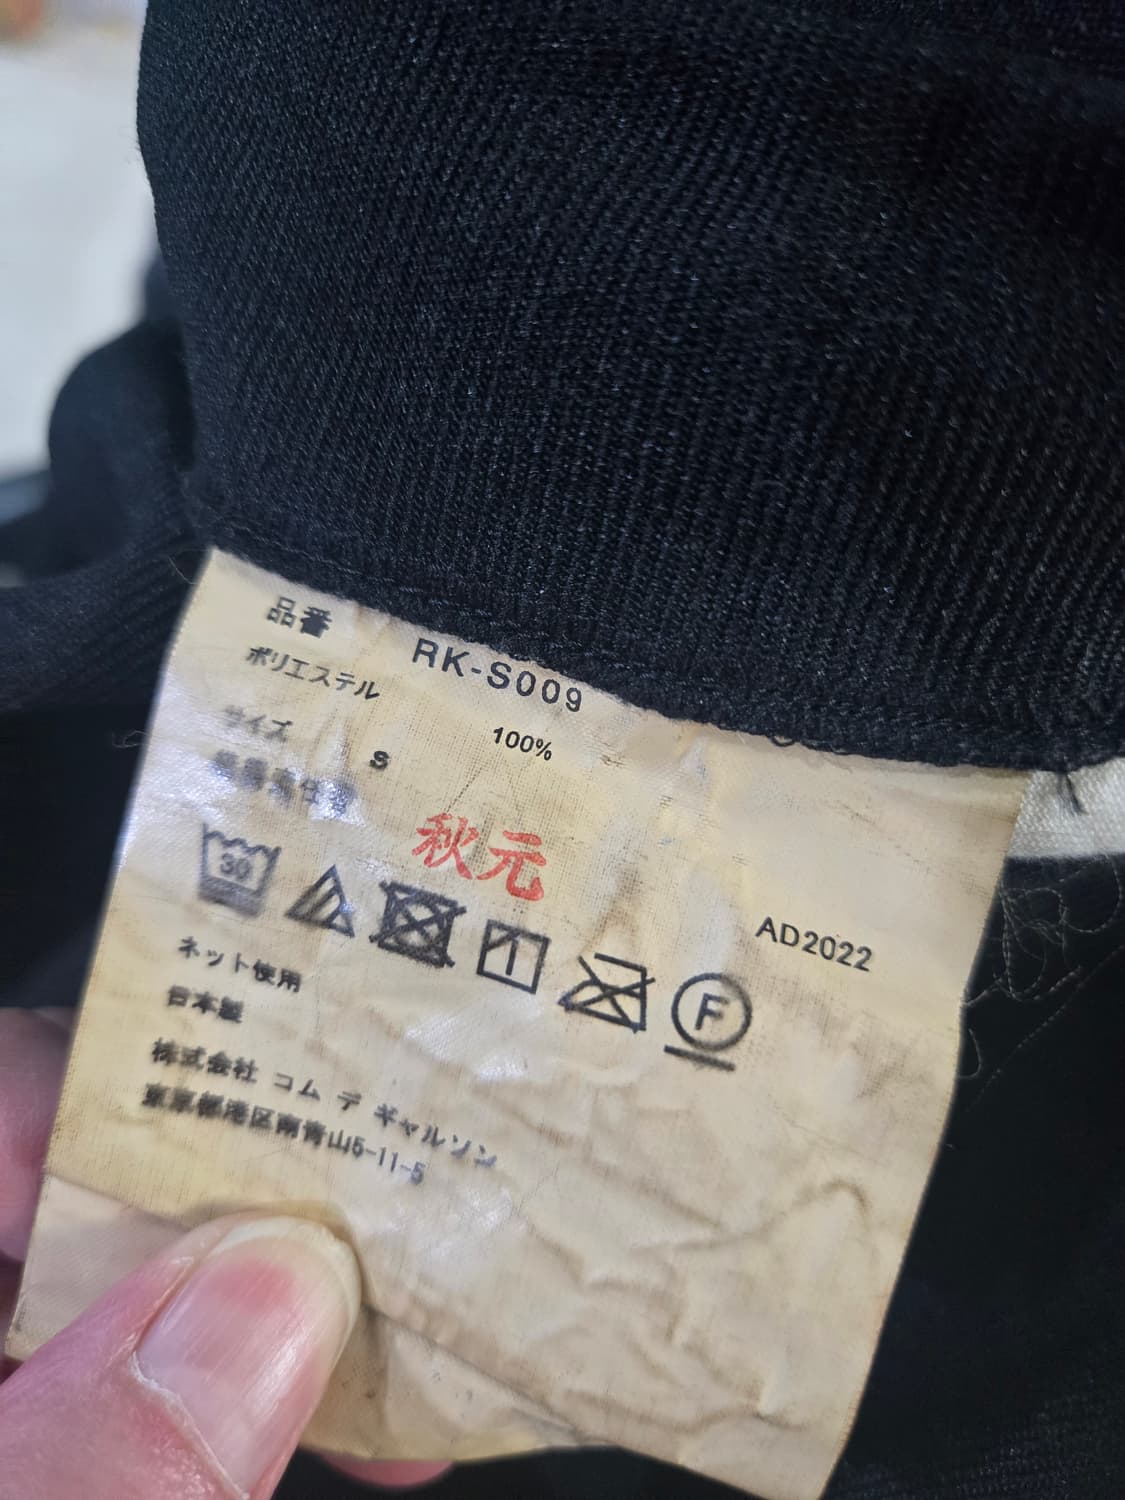 品番 RK-S009
ポリエステル 100%
サイズ S
秋元
AD2022
30
F
ネット使用
日本製
株式会社 コム デ ギャルソン
東京都港区南青山5-11-5